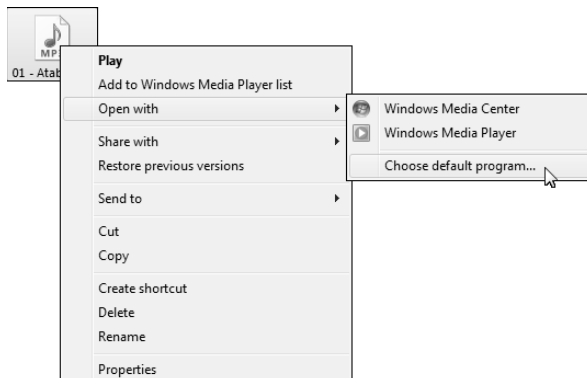 MP
01 - Atab
Play
Add to Windows Media Player list
Open with
Share with
Restore previous versions
Send to
Cut
Copy
Create shortcut
Delete
Rename
Properties
Windows Media Center
Windows Media Player
Choose default program...